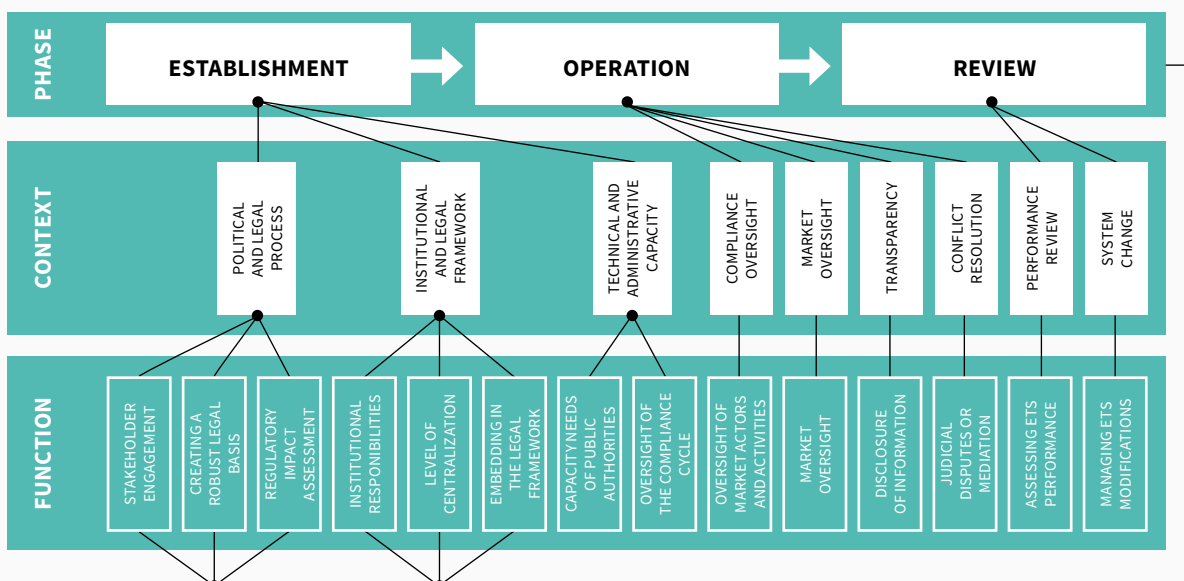 PHASE
ESTABLISHMENT
OPERATION
REVIEW
CONTEXT
POLITICAL
AND LEGAL
PROCESS
INSTITUTIONAL
AND LEGAL
FRAMEWORK
TECHNICAL AND
ADMINISTRATIVE
CAPACITY
COMPLIANCE
OVERSIGHT
MARKET
OVERSIGHT
TRANSPARENCY
CONFLICT
RESOLUTION
PERFORMANCE
REVIEW
SYSTEM
CHANGE
FUNCTION
STAKEHOLDER
ENGAGEMENT
CREATING A
ROBUST LEGAL
BASIS
REGULATORY
IMPACT
ASSESSMENT
INSTITUTIONAL
RESPONIBILITIES
LEVEL OF
CENTRALIZATION
EMBEDDING IN
THE LEGAL
FRAMEWORK
CAPACITY NEEDS
OF PUBLIC
AUTHORITIES
OVERSIGHT OF
THE COMPLIANCE
CYCLE
OVERSIGHT OF
MARKET ACTORS
AND ACTIVITIES
MARKET
OVERSIGHT
DISCLOSURE
OF INFORMATION
JUDICIAL
DISPUTES OR
MEDIATION
ASSESSING ETS
PERFORMANCE
MANAGING ETS
MODIFICATIONS